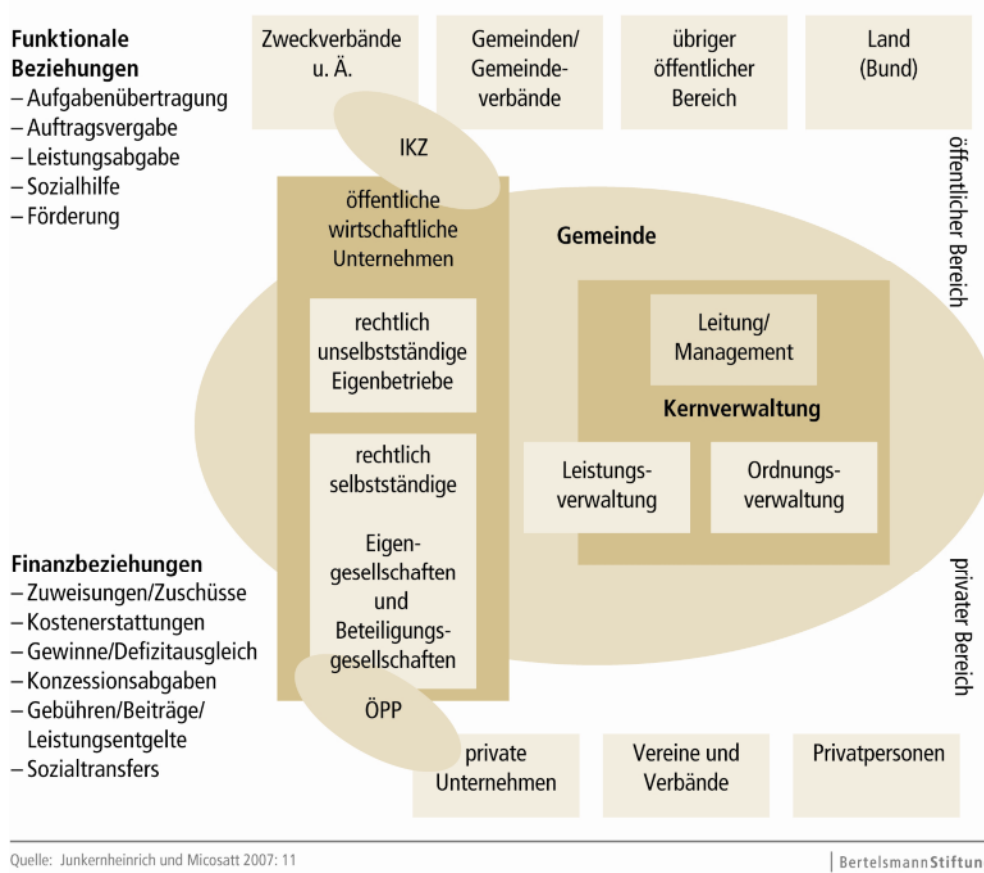 Funktionale
Beziehungen
– Aufgabenübertragung
– Auftragsvergabe
– Leistungsabgabe
– Sozialhilfe
– Förderung
Zweckverbände
u. Ä.
Gemeinden/
Gemeinde-
verbände
übriger
öffentlicher
Bereich
Land
(Bund)
IKZ
öffentlicher Bereich
öffentliche
wirtschaftliche
Unternehmen
rechtlich
unselbstständige
Eigenbetriebe
rechtlich
selbstständige
Eigen-
gesellschaften
und
Beteiligungs-
gesellschaften
Gemeinde
Leitung/
Management
Kernverwaltung
Leistungs-
verwaltung
Ordnungs-
verwaltung
Finanzbeziehungen
– Zuweisungen/Zuschüsse
– Kostenerstattungen
– Gewinne/Defizitausgleich
– Konzessionsabgaben
– Gebühren/Beiträge/
Leistungsentgelte
– Sozialtransfers
privater Bereich
ÖPP
private
Unternehmen
Vereine und
Verbände
Privatpersonen
Quelle: Junkernheinrich und Micosatt 2007: 11
BertelsmannStiftun